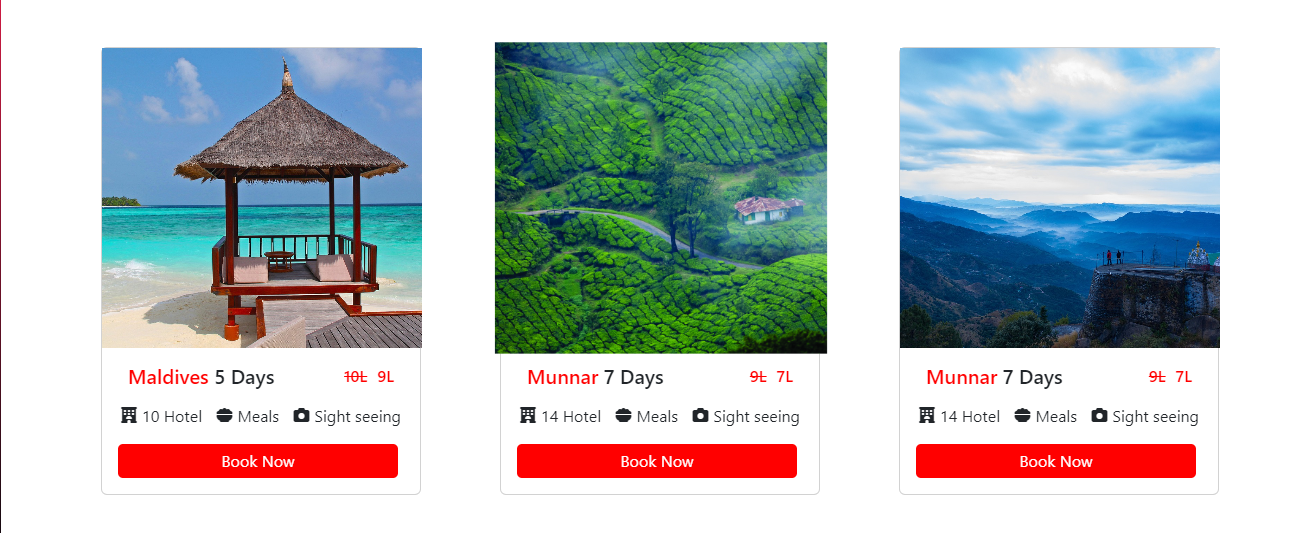 Maldives 5 Days 10L 9L
10 Hotel Meals Sight seeing
Book Now
Munnar 7 Days 9L 7L
14 Hotel Meals Sight seeing
Book Now
Munnar 7 Days 9L 7L
14 Hotel Meals Sight seeing
Book Now